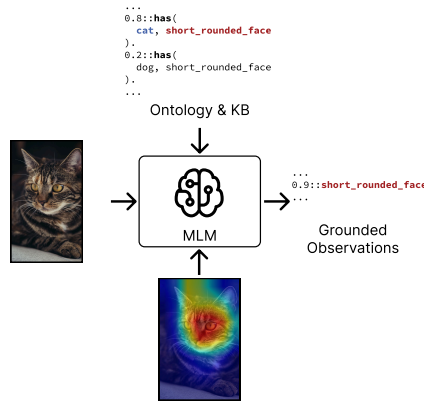 ...
0.8::has(
cat, short_rounded_face
).
0.2::has(
dog, short_rounded_face
).
...
Ontology & KB
...
0.9::short_rounded_face
...
MLM
Grounded
Observations